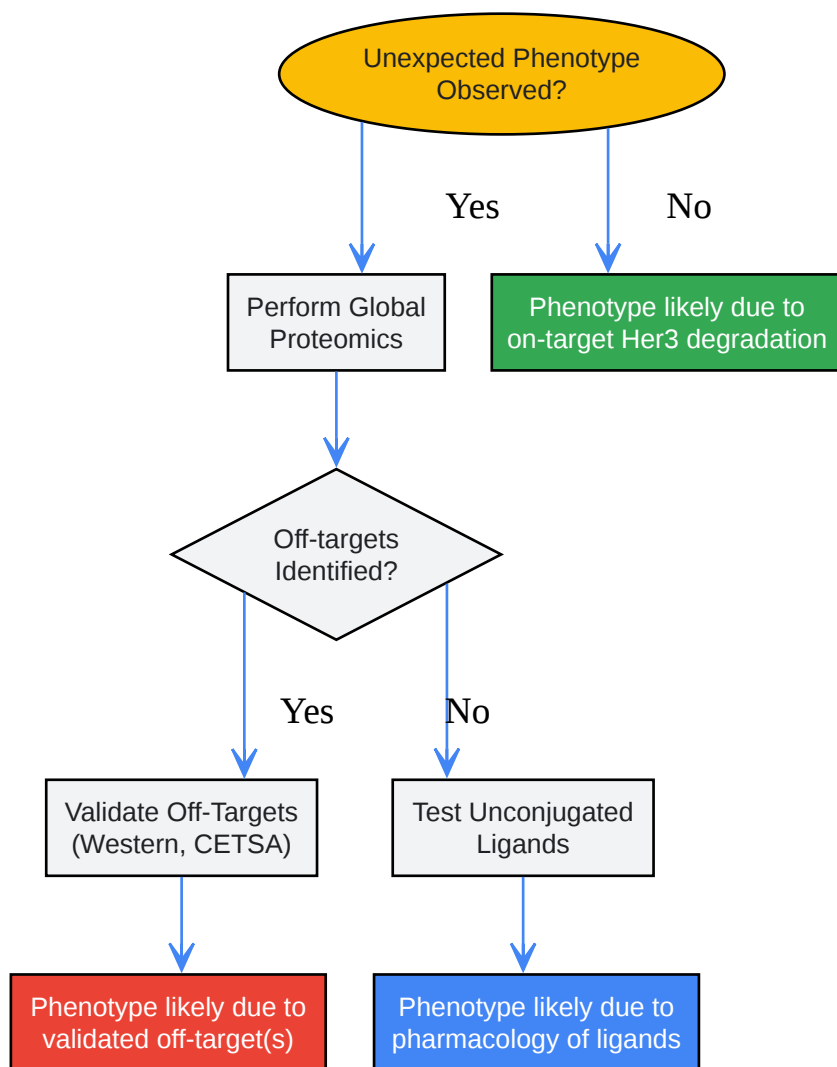 Unexpected Phenotype
Observed?
Yes
No
Perform Global
Proteomics
Phenotype likely due to
on-target Her3 degradation
Off-targets
Identified?
Yes
No
Validate Off-Targets
(Western, CETSA)
Test Unconjugated
Ligands
Phenotype likely due to
validated off-target(s)
Phenotype likely due to
pharmacology of ligands